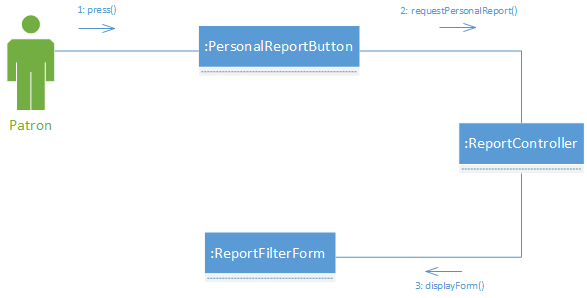 1: press()
2: requestPersonalReport()
:PersonalReportButton
Patron
:ReportController
:ReportFilterForm
3: displayForm()